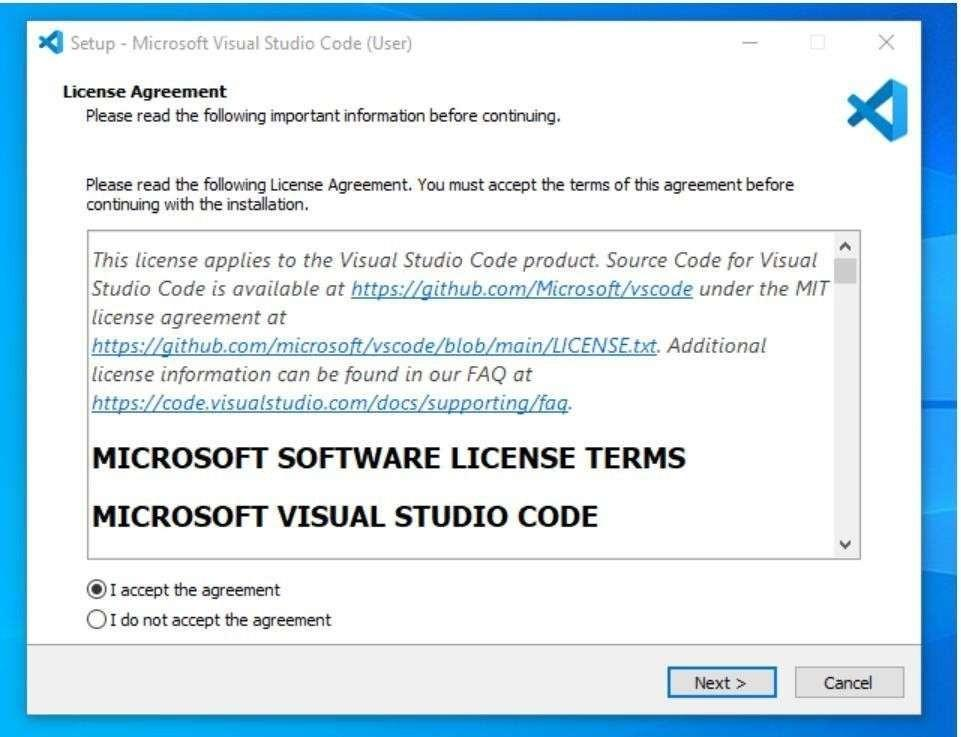 Setup - Microsoft Visual Studio Code (User)
License Agreement
Please read the following important information before continuing.
Please read the following License Agreement. You must accept the terms of this agreement before
continuing with the installation.
This license applies to the Visual Studio Code product. Source Code for Visual
Studio Code is available at https://github.com/Microsoft/vscode under the MIT
license agreement at
https://github.com/microsoft/vscode/blob/main/LICENSE.txt. Additional
license information can be found in our FAQ at
https://code.visualstudio.com/docs/supporting/faq.
MICROSOFT SOFTWARE LICENSE TERMS
MICROSOFT VISUAL STUDIO CODE
I accept the agreement
I do not accept the agreement
Next >
Cancel